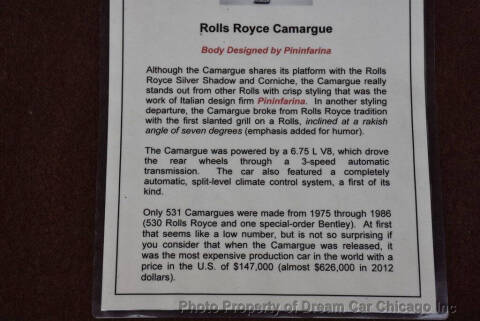 Rolls Royce Camargue
Body Designed by Pininfarina
Although the Camargue shares its platform with the Rolls
Royce Silver Shadow and Corniche, the Camargue really
stands out from other Rolls with crisp styling that was the
work of Italian design firm Pininfarina. In another styling
departure, the Camargue broke from Rolls Royce tradition
with the first slanted grill on a Rolls, inclined at a rakish
angle of seven degrees (emphasis added for humor).
The Camargue was powered by a 6.75 L V8, which drove
the rear wheels through a 3-speed automatic
transmission. The car also featured a completely
automatic, split-level climate control system, a first of its
kind.
Only 531 Camargues were made from 1975 through 1986
(530 Rolls Royce and one special-order Bentley). At first
that seems like a low number, but is not so surprising if
you consider that when the Camargue was released, it
was the most expensive production car in the world with a
price in the U.S. of $147,000 (almost $626,000 in 2012
dollars).
Photo Property of Dream Car Chicago Inc